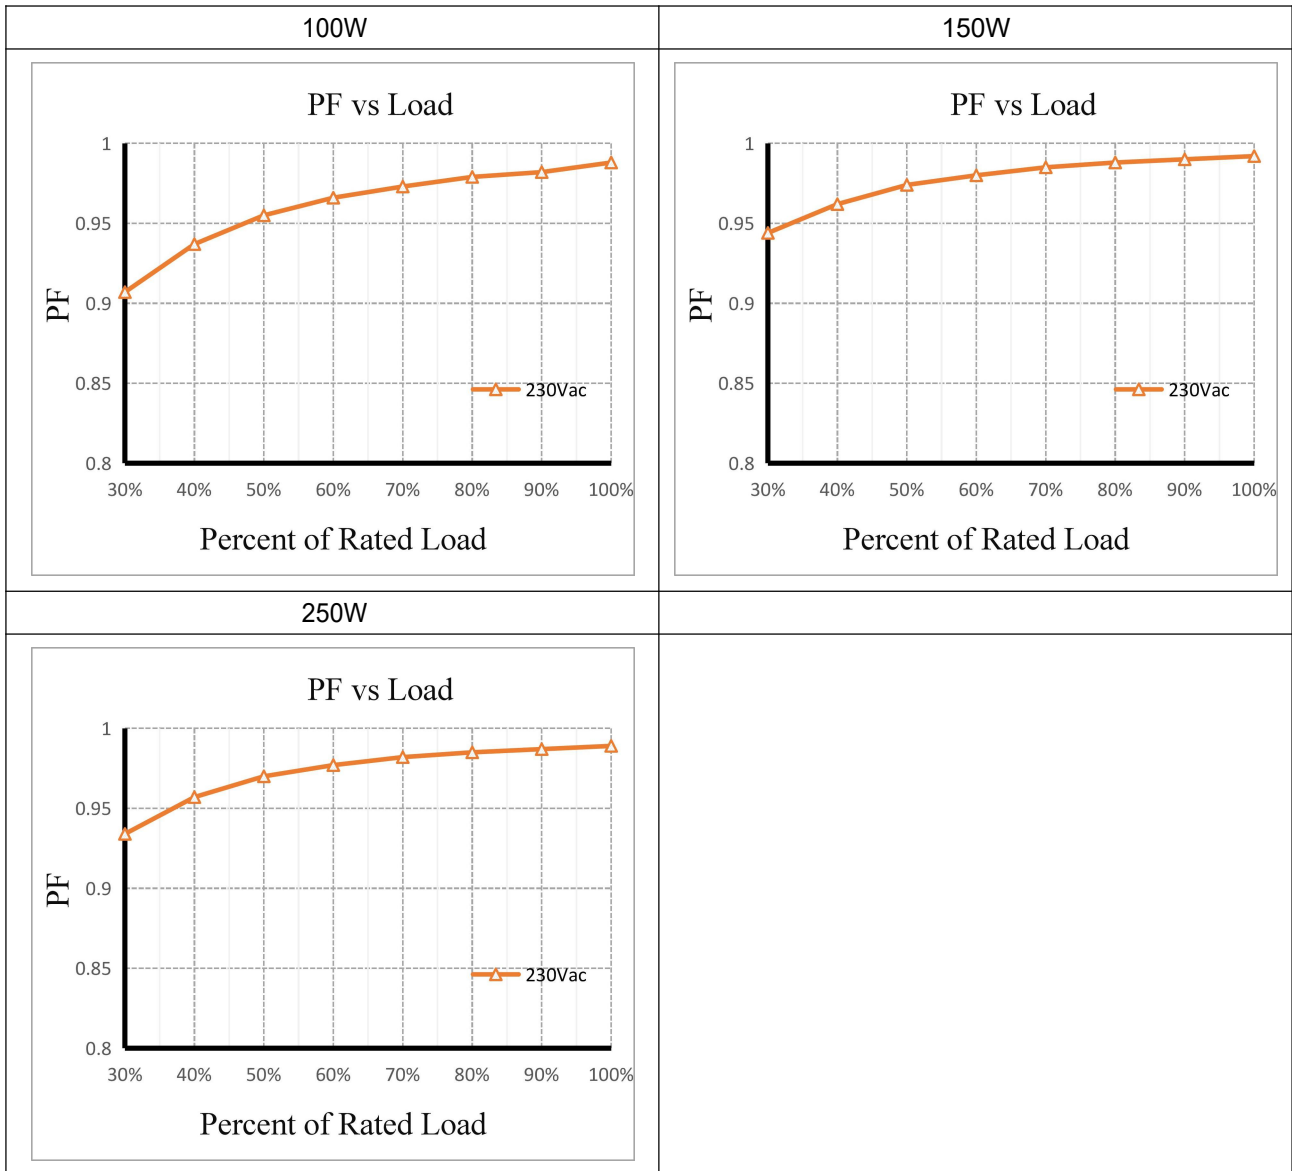 100W
150W
PF vs Load
1
0.95
0.9
0.85
0.8
PF
230Vac
30% 40% 50% 60% 70% 80% 90% 100%
Percent of Rated Load
PF vs Load
1
0.95
0.9
0.85
0.8
PF
230Vac
30% 40% 50% 60% 70% 80% 90% 100%
Percent of Rated Load
250W
PF vs Load
1
0.95
0.9
0.85
0.8
PF
230Vac
30% 40% 50% 60% 70% 80% 90% 100%
Percent of Rated Load